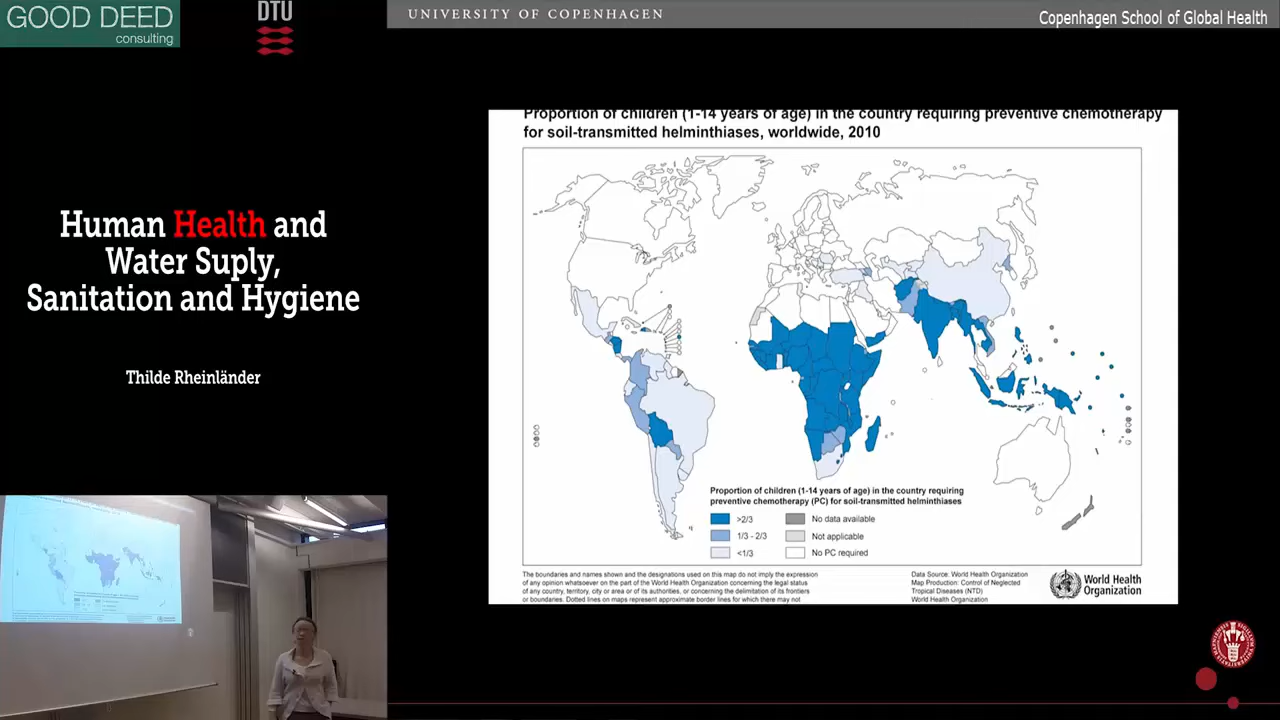 GOOD DEED
consulting
DTU
UNIVERSITY OF COPENHAGEN
Copenhagen School of Global Health
Human Health and
Water Suply,
Sanitation and Hygiene
Thilde Rheinländer
Proportion of children (1-14 years of age) in the country requiring preventive chemotherapy
for soil-transmitted helminthiases, worldwide, 2010
Proportion of children (1-14 years of age) in the country requiring
preventive chemotherapy (PC) for soil-transmitted helminthiases
>2/3
1/3 - 2/3
<1/3
No data available
Not applicable
No PC required
The boundaries and names shown and the designations used on this map do not imply the expression
of any opinion whatsoever on the part of the World Health Organization concerning the legal status
of any country, territory, city or area or of its authorities, or concerning the delimitation of its frontiers
or boundaries. Dotted lines on maps represent approximate border lines for which there may not
Data Source: World Health Organization
Map Production: Control of Neglected
Tropical Diseases (NTD)
World Health Organization
World Health
Organization